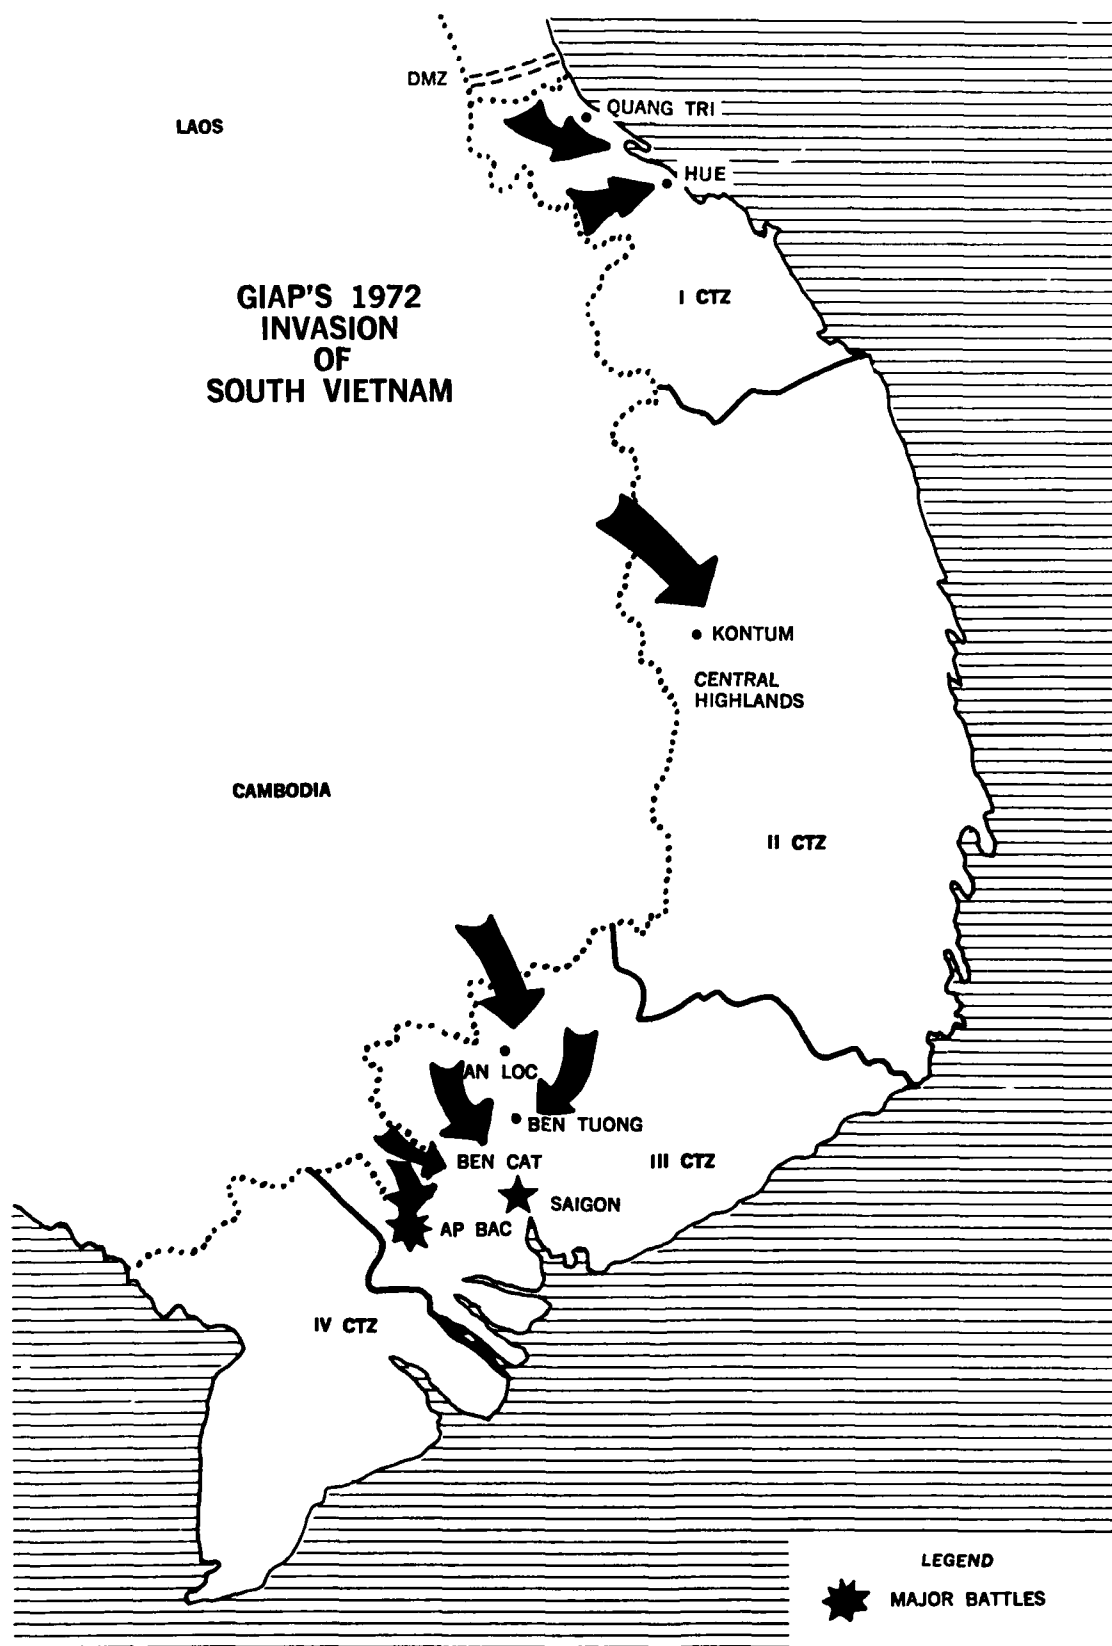 DMZ
QUANG TRI
LAOS
HUE
GIAP'S 1972
INVASION
OF
SOUTH VIETNAM
I CTZ
KONTUM
CENTRAL
HIGHLANDS
CAMBODIA
II CTZ
AN LOC
BEN TUONG
BEN CAT
III CTZ
SAIGON
AP BAC
IV CTZ
LEGEND
MAJOR BATTLES